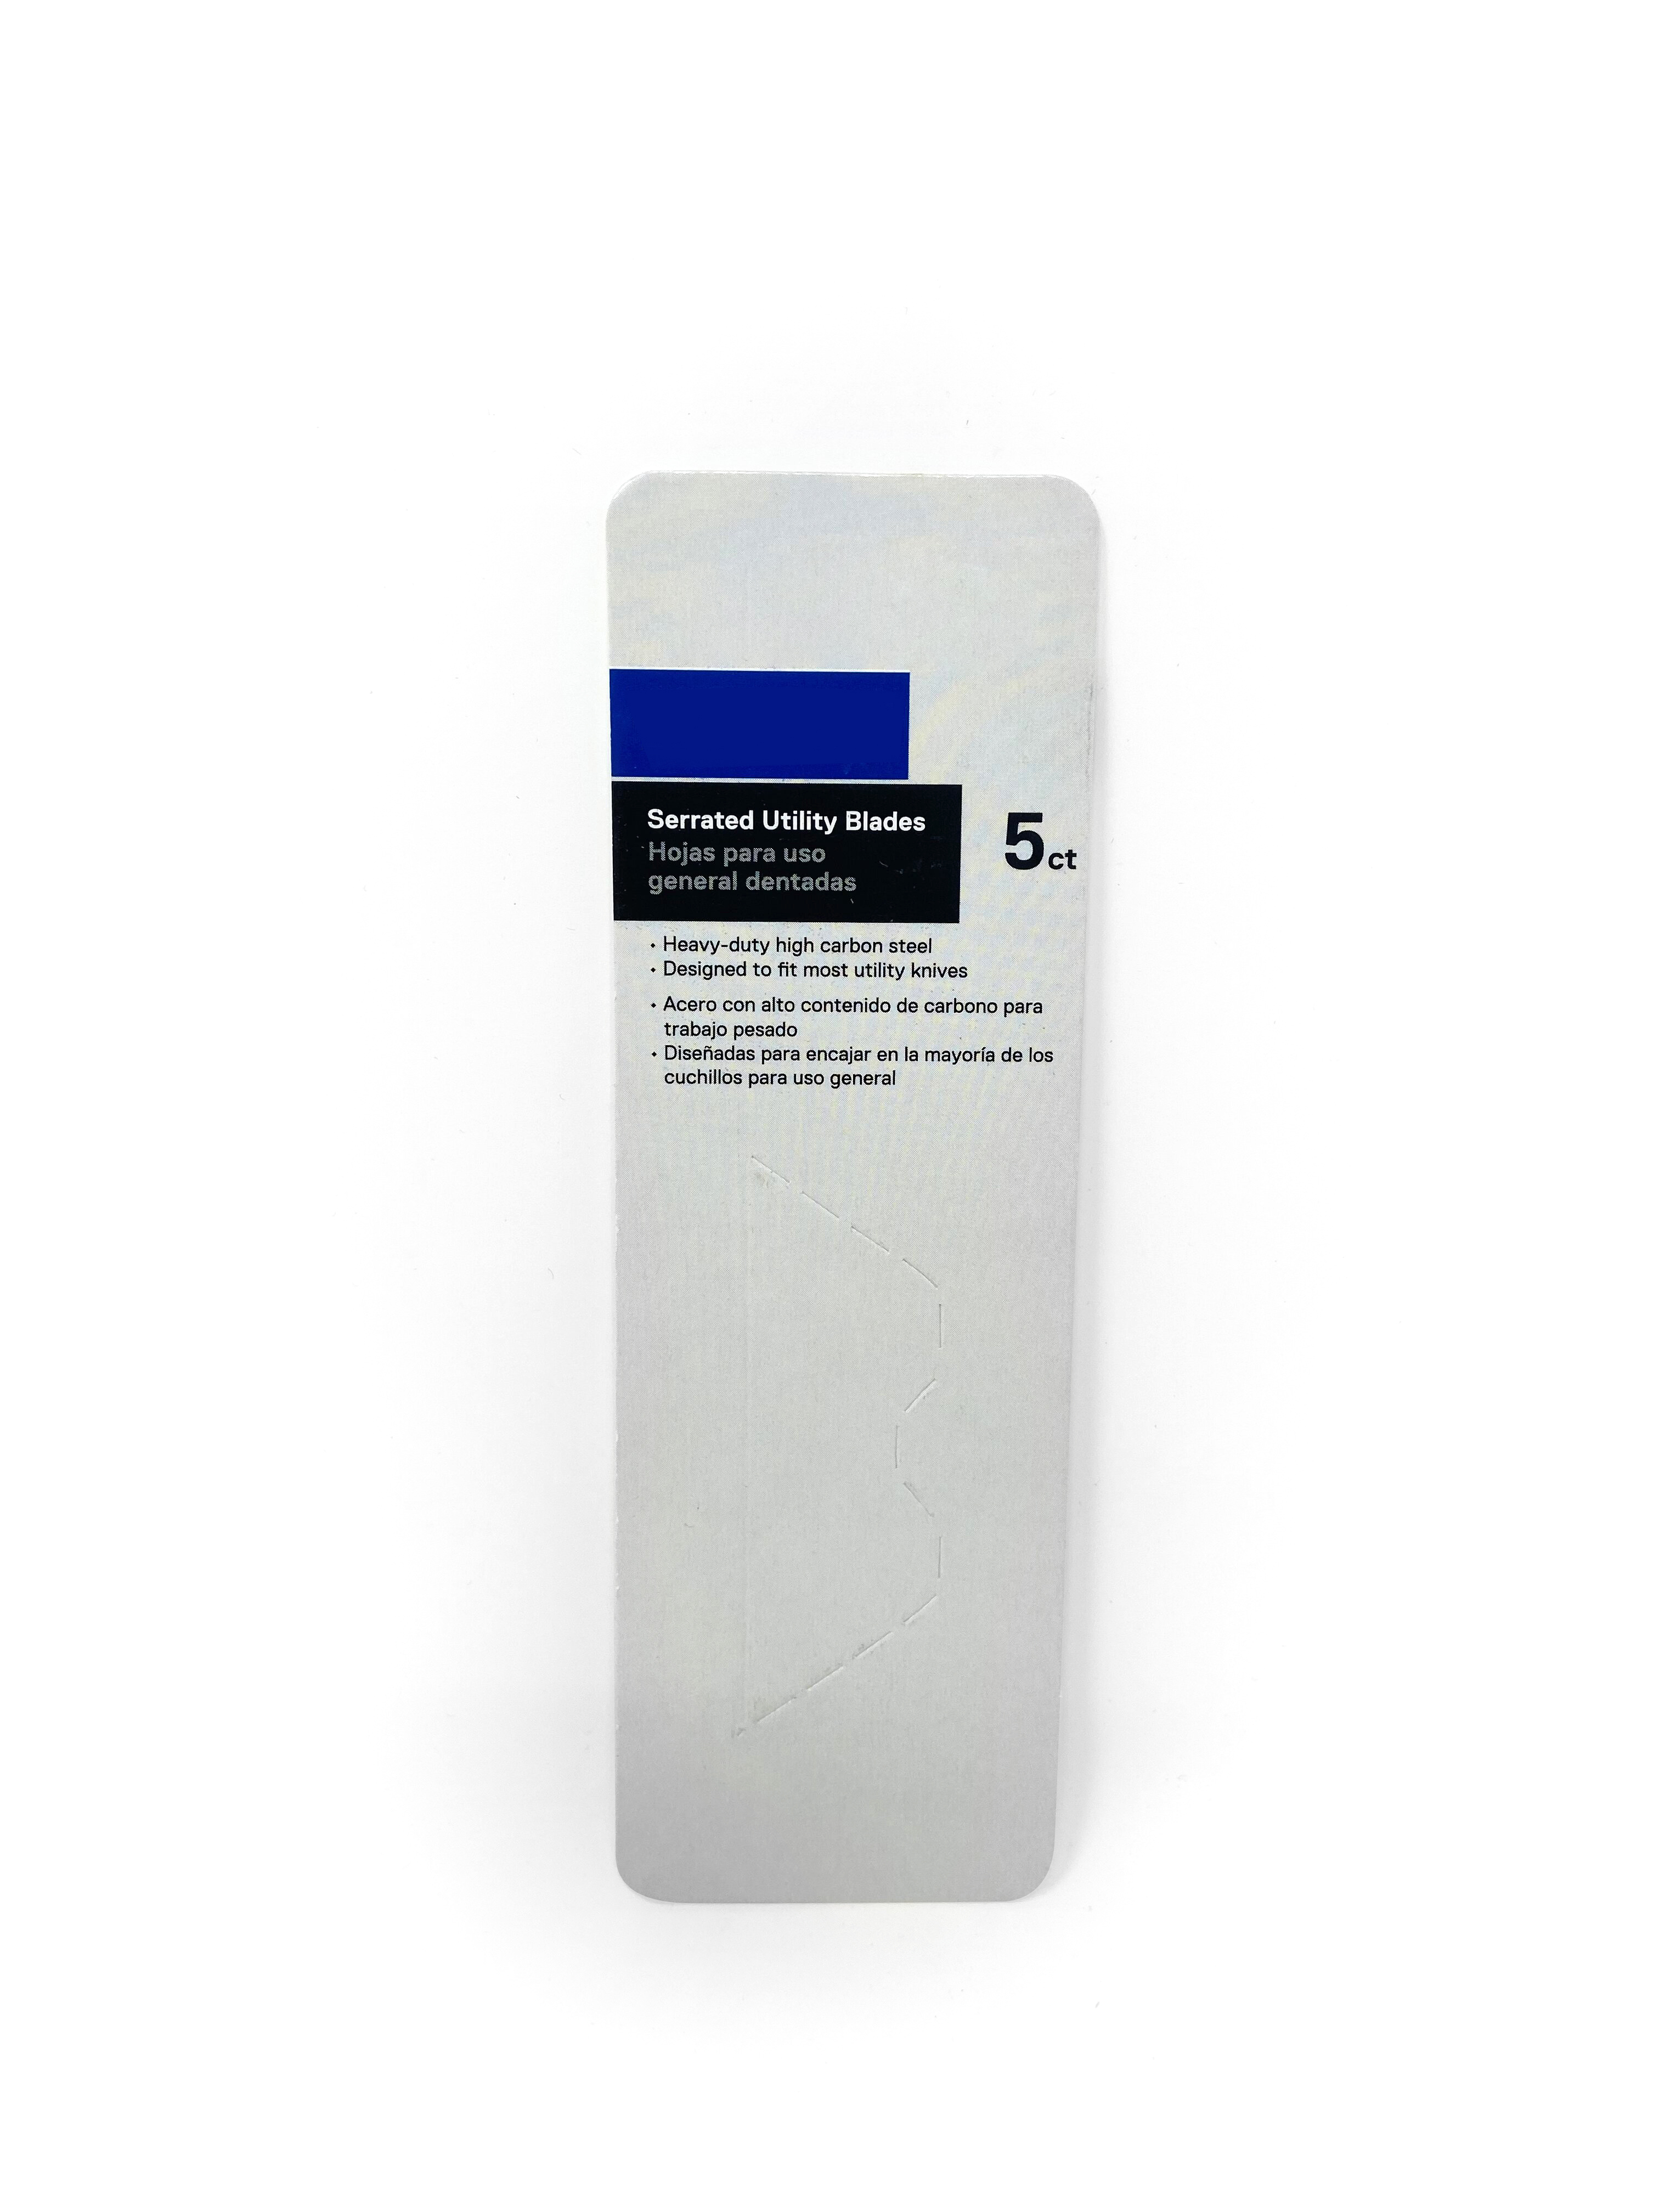 Serrated Utility Blades
Hojas para uso
general dentadas
5ct
• Heavy-duty high carbon steel
• Designed to fit most utility knives
• Acero con alto contenido de carbono para
trabajo pesado
• Diseñadas para encajar en la mayoría de los
cuchillos para uso general